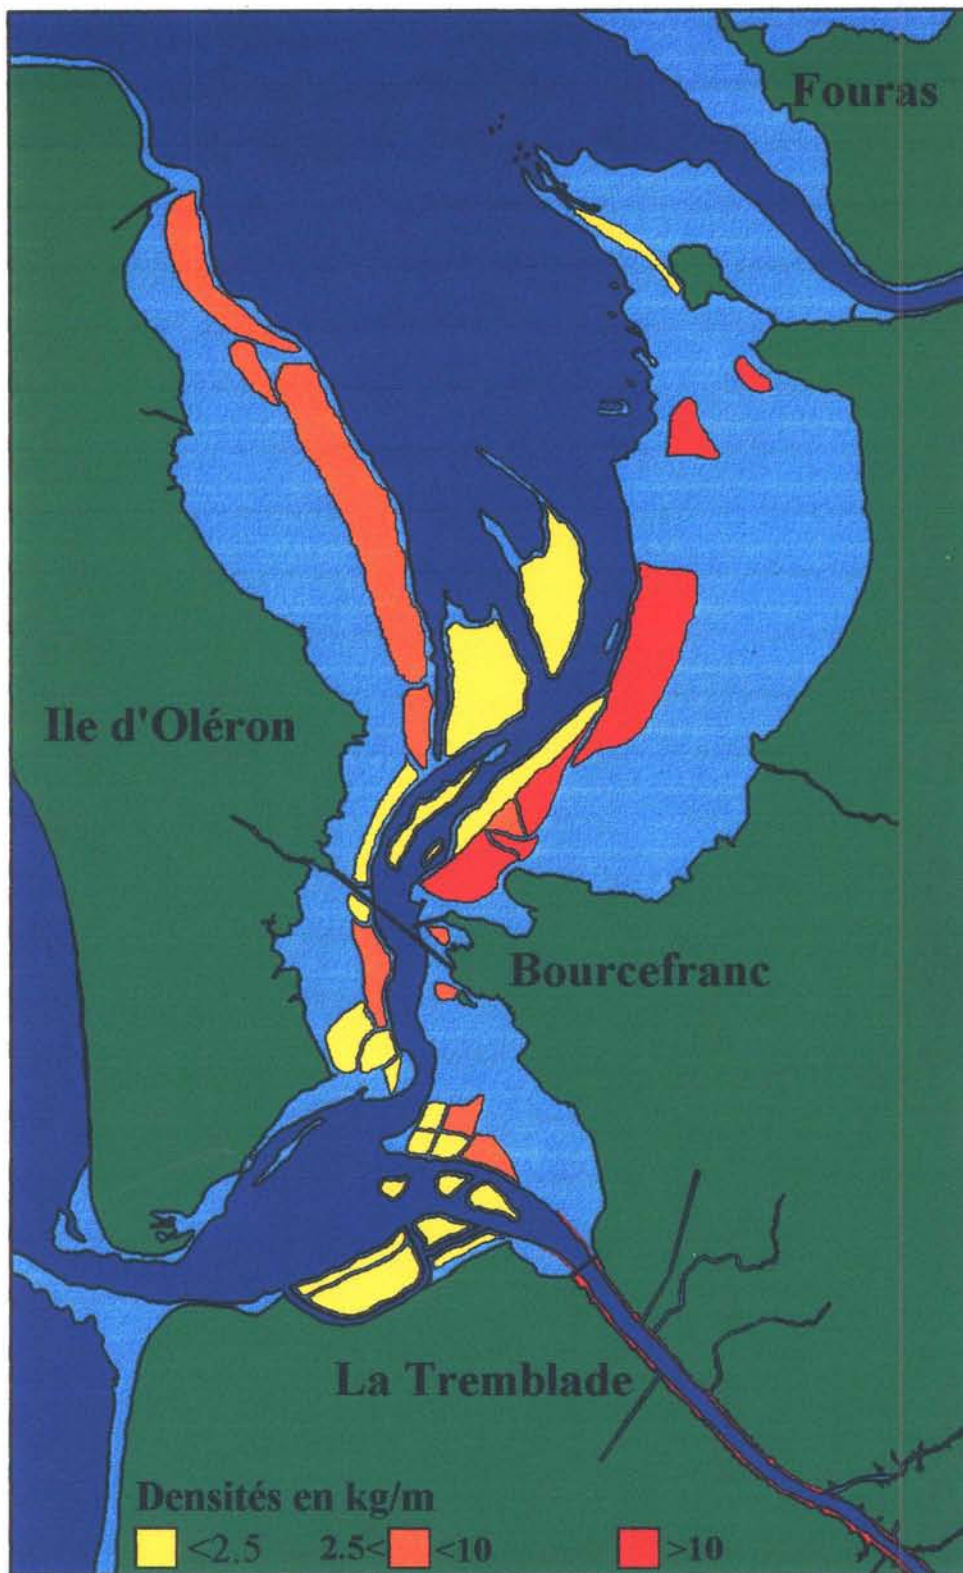 Fouras
Ile d'Oléron
Bourcefranc
La Tremblade
Densités en kg/m
<2.5 2.5< <10 >10